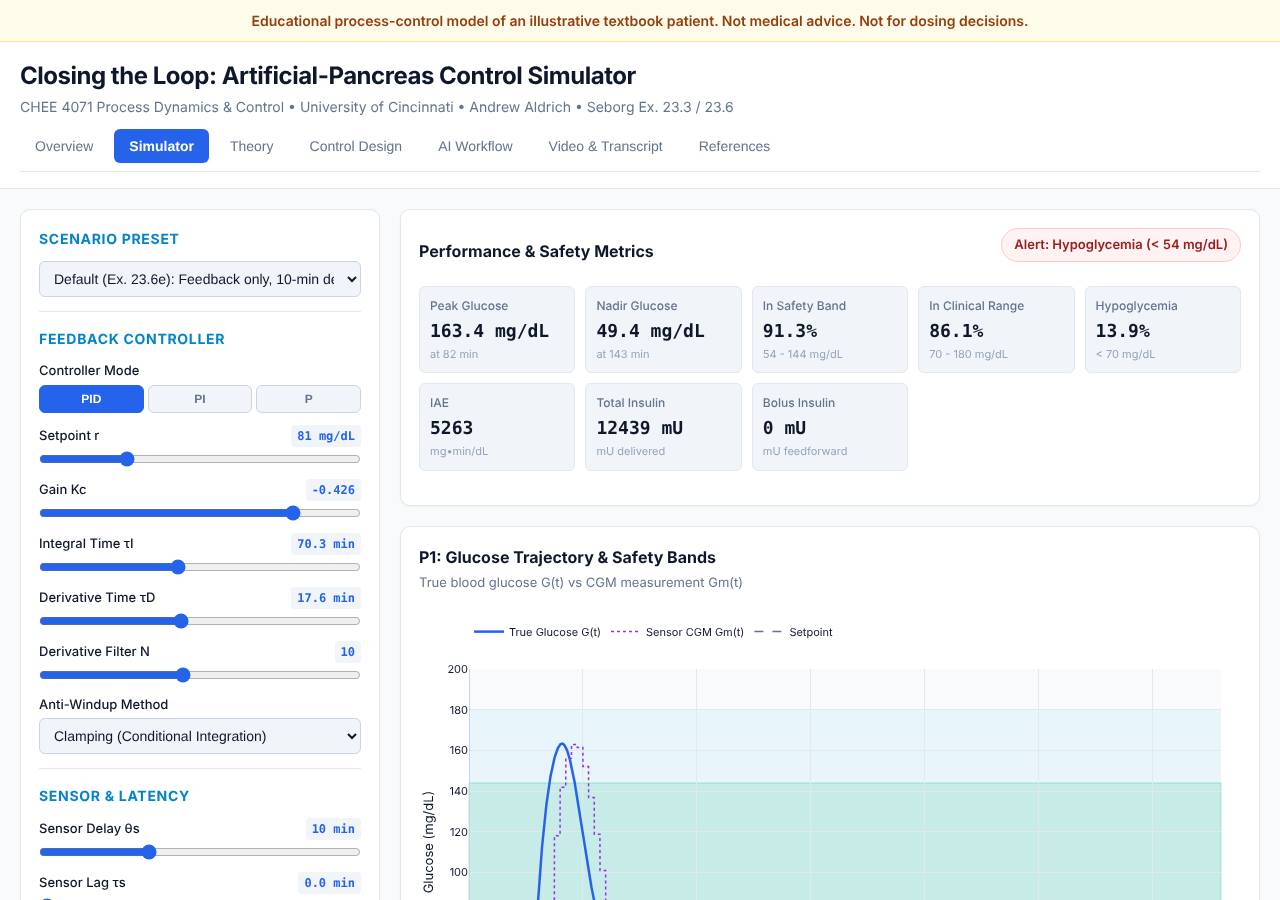 Educational process-control model of an illustrative textbook patient. Not medical advice. Not for dosing decisions.
Closing the Loop: Artificial-Pancreas Control Simulator
CHEE 4071 Process Dynamics & Control • University of Cincinnati • Andrew Aldrich • Seborg Ex. 23.3 / 23.6
Overview Simulator Theory Control Design AI Workflow Video & Transcript References
SCENARIO PRESET
Default (Ex. 23.6e): Feedback only, 10-min de
FEEDBACK CONTROLLER
Controller Mode
PID PI P
Setpoint r 81 mg/dL
Gain Kc -0.426
Integral Time τI 70.3 min
Derivative Time τD 17.6 min
Derivative Filter N 10
Anti-Windup Method
Clamping (Conditional Integration)
SENSOR & LATENCY
Sensor Delay θs 10 min
Sensor Lag τs 0.0 min
Performance & Safety Metrics
Alert: Hypoglycemia (< 54 mg/dL)
Peak Glucose
163.4 mg/dL
at 82 min
Nadir Glucose
49.4 mg/dL
at 143 min
In Safety Band
91.3%
54 - 144 mg/dL
In Clinical Range
86.1%
70 - 180 mg/dL
Hypoglycemia
13.9%
< 70 mg/dL
IAE
5263
mg•min/dL
Total Insulin
12439 mU
mU delivered
Bolus Insulin
0 mU
mU feedforward
P1: Glucose Trajectory & Safety Bands
True blood glucose G(t) vs CGM measurement Gm(t)
True Glucose G(t) Sensor CGM Gm(t) Setpoint
200
180
160
140
120
100
Glucose (mg/dL)